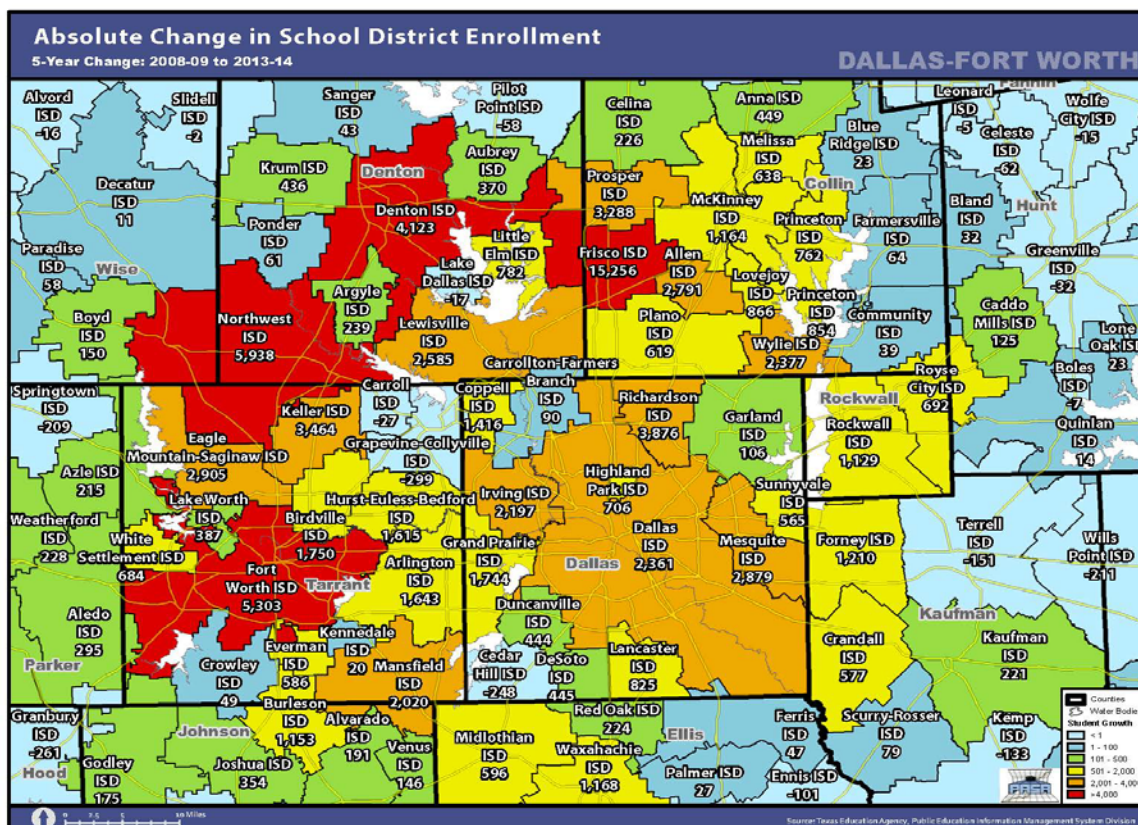 Absolute Change in School District Enrollment
5-Year Change: 2008-09 to 2013-14
DALLAS-FORT WORTH
Alvord
ISD
-16
Slidell
ISD
-2
Sanger
ISD
43
Pilot
Point ISD
-58
Celina
ISD
226
Anna ISD
449
Leonard
ISD
-5
Fannin
Wolfe
City ISD
-15
Blue
Ridge ISD
23
Celeste
ISD
-62
Melissa
ISD
638
Krum ISD
436
Denton
Aubrey
ISD
370
Prosper
ISD
3,288
Collin
Decatur
ISD
11
McKinney
ISD
1,164
Hunt
Bland
ISD
32
Denton ISD
4,123
Princeton
ISD
762
Farmersville
ISD
64
Ponder
ISD
61
Little
Elm ISD
782
Frisco ISD
15,256
Allen
ISD
2,791
Greenville
ISD
-32
Paradise
ISD
58
Wise
Lake
Dallas ISD
-17
Lovejoy
ISD
866
Argyle
ISD
239
Princeton
ISD
854
Caddo
Mills ISD
125
Boyd
ISD
150
Northwest
ISD
5,938
Lewisville
ISD
2,585
Plano
ISD
619
Community
ISD
39
Wylie ISD
2,377
Lone
Oak ISD
23
Carrollton-Farmers
Branch
ISD
90
Royse
City ISD
692
Boles
ISD
-7
Springtown
ISD
-209
Carroll
ISD
-27
Coppell
ISD
1,416
Richardson
ISD
3,876
Garland
ISD
106
Rockwall
Rockwall
ISD
1,129
Quinlan
ISD
14
Keller ISD
3,464
Eagle
Mountain-Saginaw ISD
2,905
Grapevine-Collyville
ISD
-299
Azle ISD
215
Highland
Park ISD
706
Lake Worth
ISD
387
Hurst-Euless-Bedford
ISD
1,615
Irving ISD
2,197
Sunnyvale
ISD
565
Weatherford
ISD
228
Birdville
ISD
1,750
Terrell
ISD
-151
White
Settlement ISD
684
Dallas
ISD
2,361
Forney ISD
1,210
Wills
Point ISD
-211
Grand Prairie
ISD
1,744
Mesquite
ISD
2,879
Arlington
ISD
1,643
Dallas
Fort
Worth ISD
5,303
Tarrant
Aledo
ISD
295
Duncanville
ISD
444
Kaufman
Kaufman
ISD
221
Kennedale
ISD
20
Everman
ISD
586
Crandall
ISD
577
Parker
Crowley
ISD
49
Mansfield
ISD
2,020
Cedar
Hill ISD
-248
DeSoto
ISD
445
Lancaster
ISD
825
Granbury
ISD
-261
Burleson
ISD
1,153
Red Oak ISD
224
Johnson
Alvarado
ISD
191
Ellis
Ferris
ISD
47
Scurry-Rosser
ISD
79
Kemp
ISD
-133
Hood
Godley
ISD
175
Joshua ISD
354
Venus
ISD
146
Midlothian
ISD
596
Waxahachie
ISD
1,168
Palmer ISD
27
Ennis ISD
-101
Counties
Water Bodie
Student Growth
< 1
1 - 100
101 - 500
501 - 2,000
2,001 - 4,000
>4,000
PASA
0 2.5 5 10 Miles
Source: Texas Education Agency, Public Education Information Management System Division